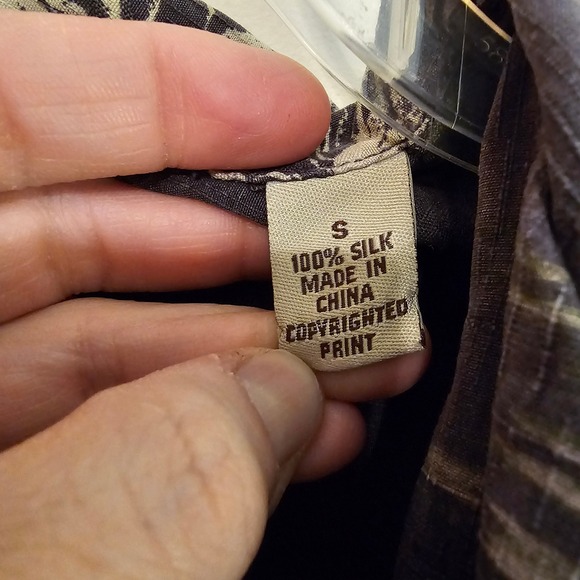 S
100% SILK
MADE IN
CHINA
COPYRIGHTED
PRINT